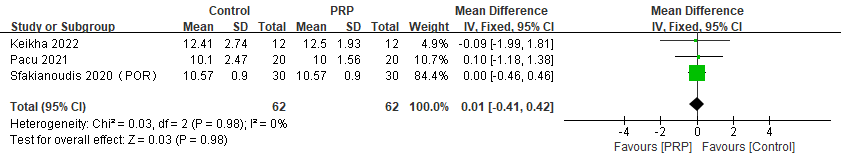 Control PRP Mean Difference Mean Difference
Study or Subgroup Mean SD Total Mean SD Total Weight IV, Fixed, 95% CI IV, Fixed, 95% CI
Keikha 2022 12.41 2.74 12 12.5 1.93 12 4.9% -0.09 [-1.99, 1.81]
Pacu 2021 10.1 2.47 20 10 1.56 20 10.7% 0.10 [-1.18, 1.38]
Sfakianoudis 2020 (POR) 10.57 0.9 30 10.57 0.9 30 84.4% 0.00 [-0.46, 0.46]
Total (95% CI) 62 62 100.0% 0.01 [-0.41, 0.42]
Heterogeneity: Chi² = 0.03, df = 2 (P = 0.98); I² = 0%
Test for overall effect: Z = 0.03 (P = 0.98)
-4 -2 0 2 4
Favours [PRP] Favours [Control]